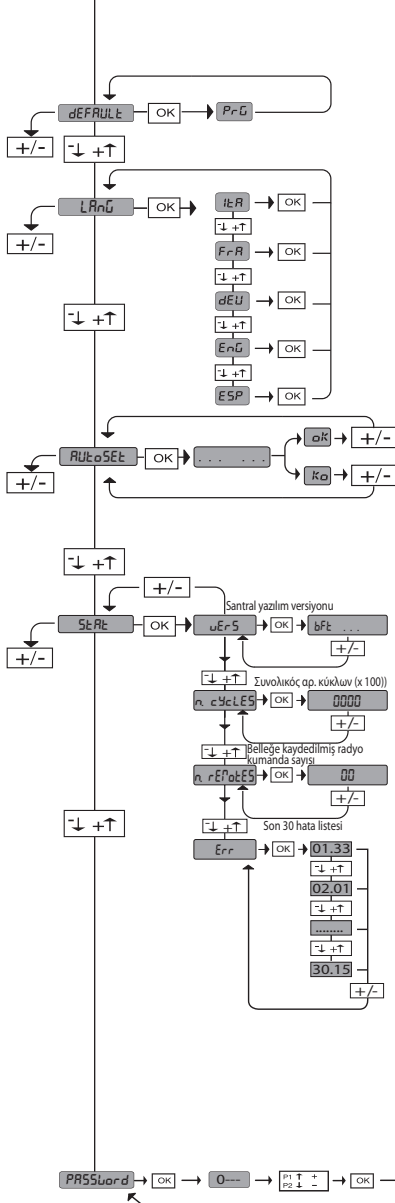 dEFAULt OK PrG
+/- -↓ +↑
LAnG OK ItA OK
+/- -↓ +↑
FrA OK
-↓ +↑
-↓ +↑ dEU OK
-↓ +↑
EnG OK
-↓ +↑
ESP OK
AUtoSEt OK ... ... oK +/-
+/- Ko +/-
-↓ +↑
+/-
Santral yazılım versiyonu
StAt OK vErS OK bFt ...
+/- +/-
-↓ +↑
Συνολικός αρ. κύκλων (x 100))
n. cYcLES OK 0000
+/-
-↓ +↑
Belleğe kaydedilmiş radyo
kumanda sayısı
n. rEMotES OK 00
+/-
-↓ +↑
-↓ +↑
Son 30 hata listesi
Err OK 01.33
-↓ +↑
02.01
-↓ +↑
........
-↓ +↑
30.15
+/-
PASSword OK 0--- P1 ↑ + OK
P2 ↓ -